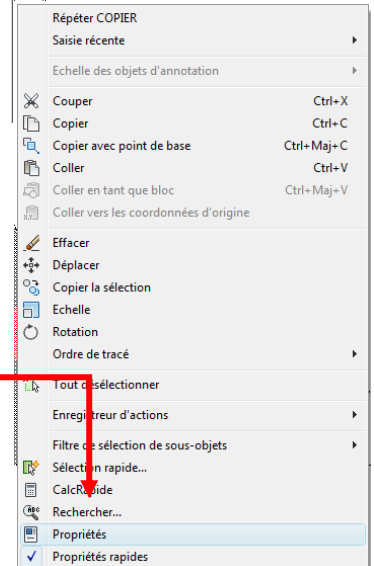 Répéter COPIER
Saisie récente
Echelle des objets d'annotation
Couper Ctrl+X
Copier Ctrl+C
Copier avec point de base Ctrl+Maj+C
Coller Ctrl+V
Coller en tant que bloc Ctrl+Maj+V
Coller vers les coordonnées d'origine
Effacer
Déplacer
Copier la sélection
Echelle
Rotation
Ordre de tracé
Tout désélectionner
Enregistreur d'actions
Filtre de sélection de sous-objets
Sélection rapide...
CalcRapide
Rechercher...
Propriétés
Propriétés rapides